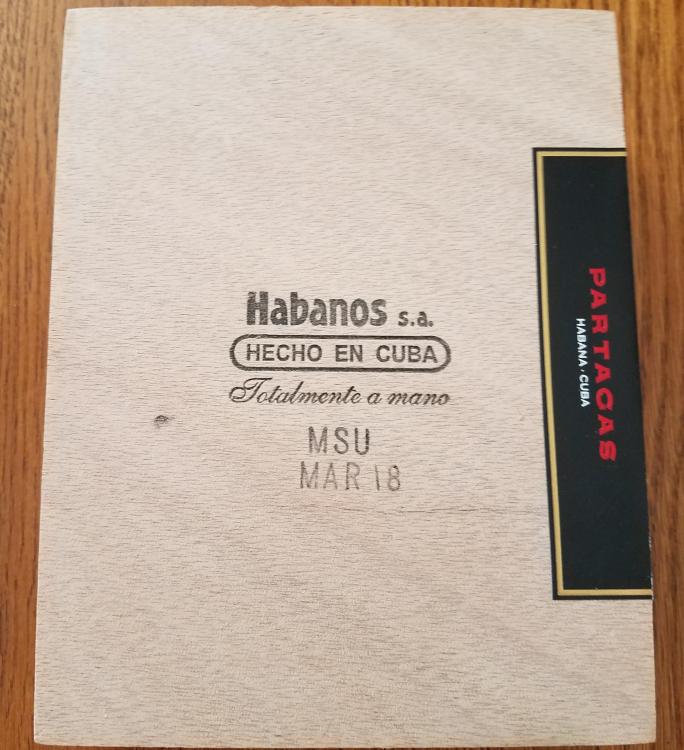 Habanos s.a.
HECHO EN CUBA
Totalmente a mano
MSU
MAR 18
PARTAGAS
HABANA · CUBA